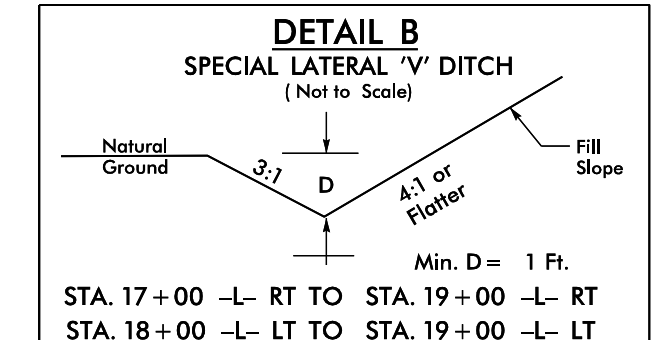 DETAIL B
SPECIAL LATERAL 'V' DITCH
( Not to Scale)
Natural
Ground
3:1
D
4:1 or
Flatter
Fill
Slope
Min. D = 1 Ft.
STA. 17+00 -L- RT TO STA. 19+00 -L- RT
STA. 18+00 -L- LT TO STA. 19+00 -L- LT